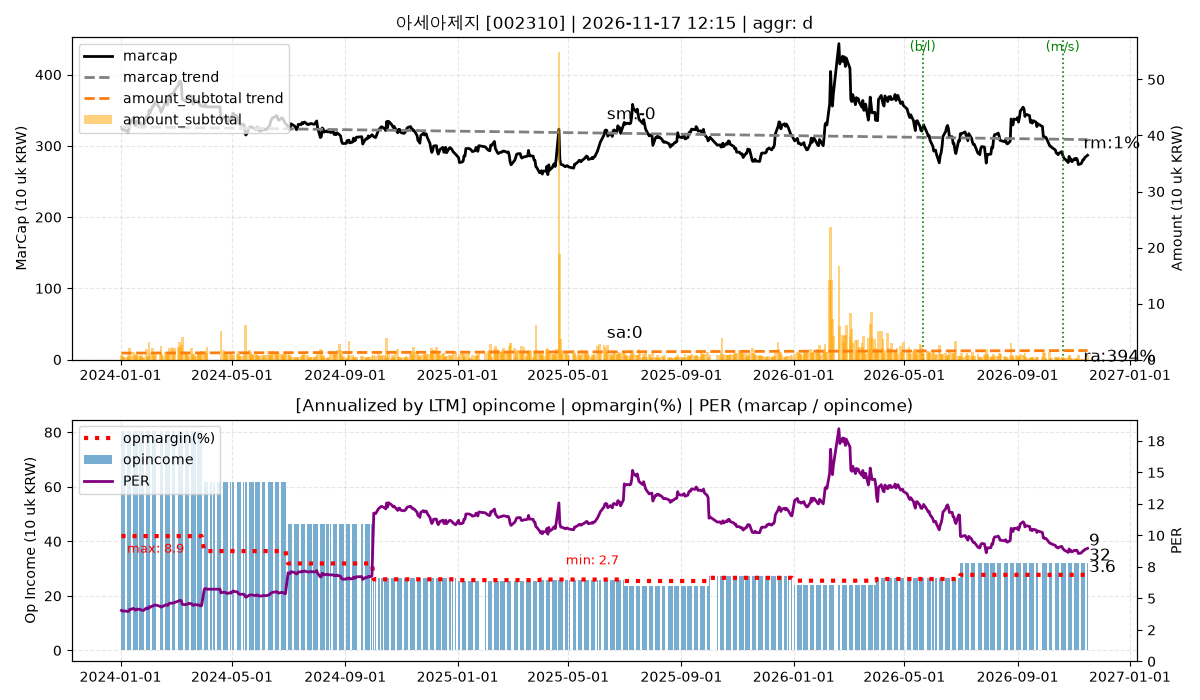 아세아제지 [002310] | 2026-11-17 12:15 | aggr: d
marcap
marcap trend
amount_subtotal trend
amount_subtotal
(b/l)
(m/s)
sm:-0
rm:1%
sa:0
ra:394%
MarCap (10 uk KRW)
400
300
200
100
0
Amount (10 uk KRW)
50
40
30
20
10
0
2024-01-01 2024-05-01 2024-09-01 2025-01-01 2025-05-01 2025-09-01 2026-01-01 2026-05-01 2026-09-01 2027-01-01
[Annualized by LTM] opincome | opmargin(%) | PER (marcap / opincome)
opmargin(%)
opincome
PER
max: 8.9
min: 2.7
9
32
3.6
Op Income (10 uk KRW)
80
60
40
20
0
PER
18
15
12
10
8
5
2
0
2024-01-01 2024-05-01 2024-09-01 2025-01-01 2025-05-01 2025-09-01 2026-01-01 2026-05-01 2026-09-01 2027-01-01